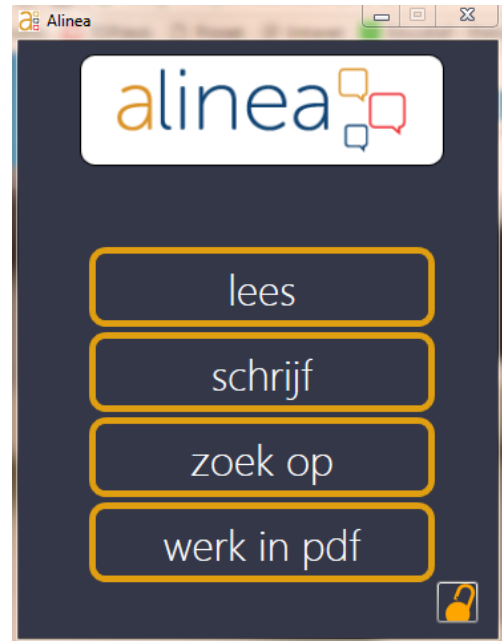 Alinea
alinea
lees
schrijf
zoek op
werk in pdf